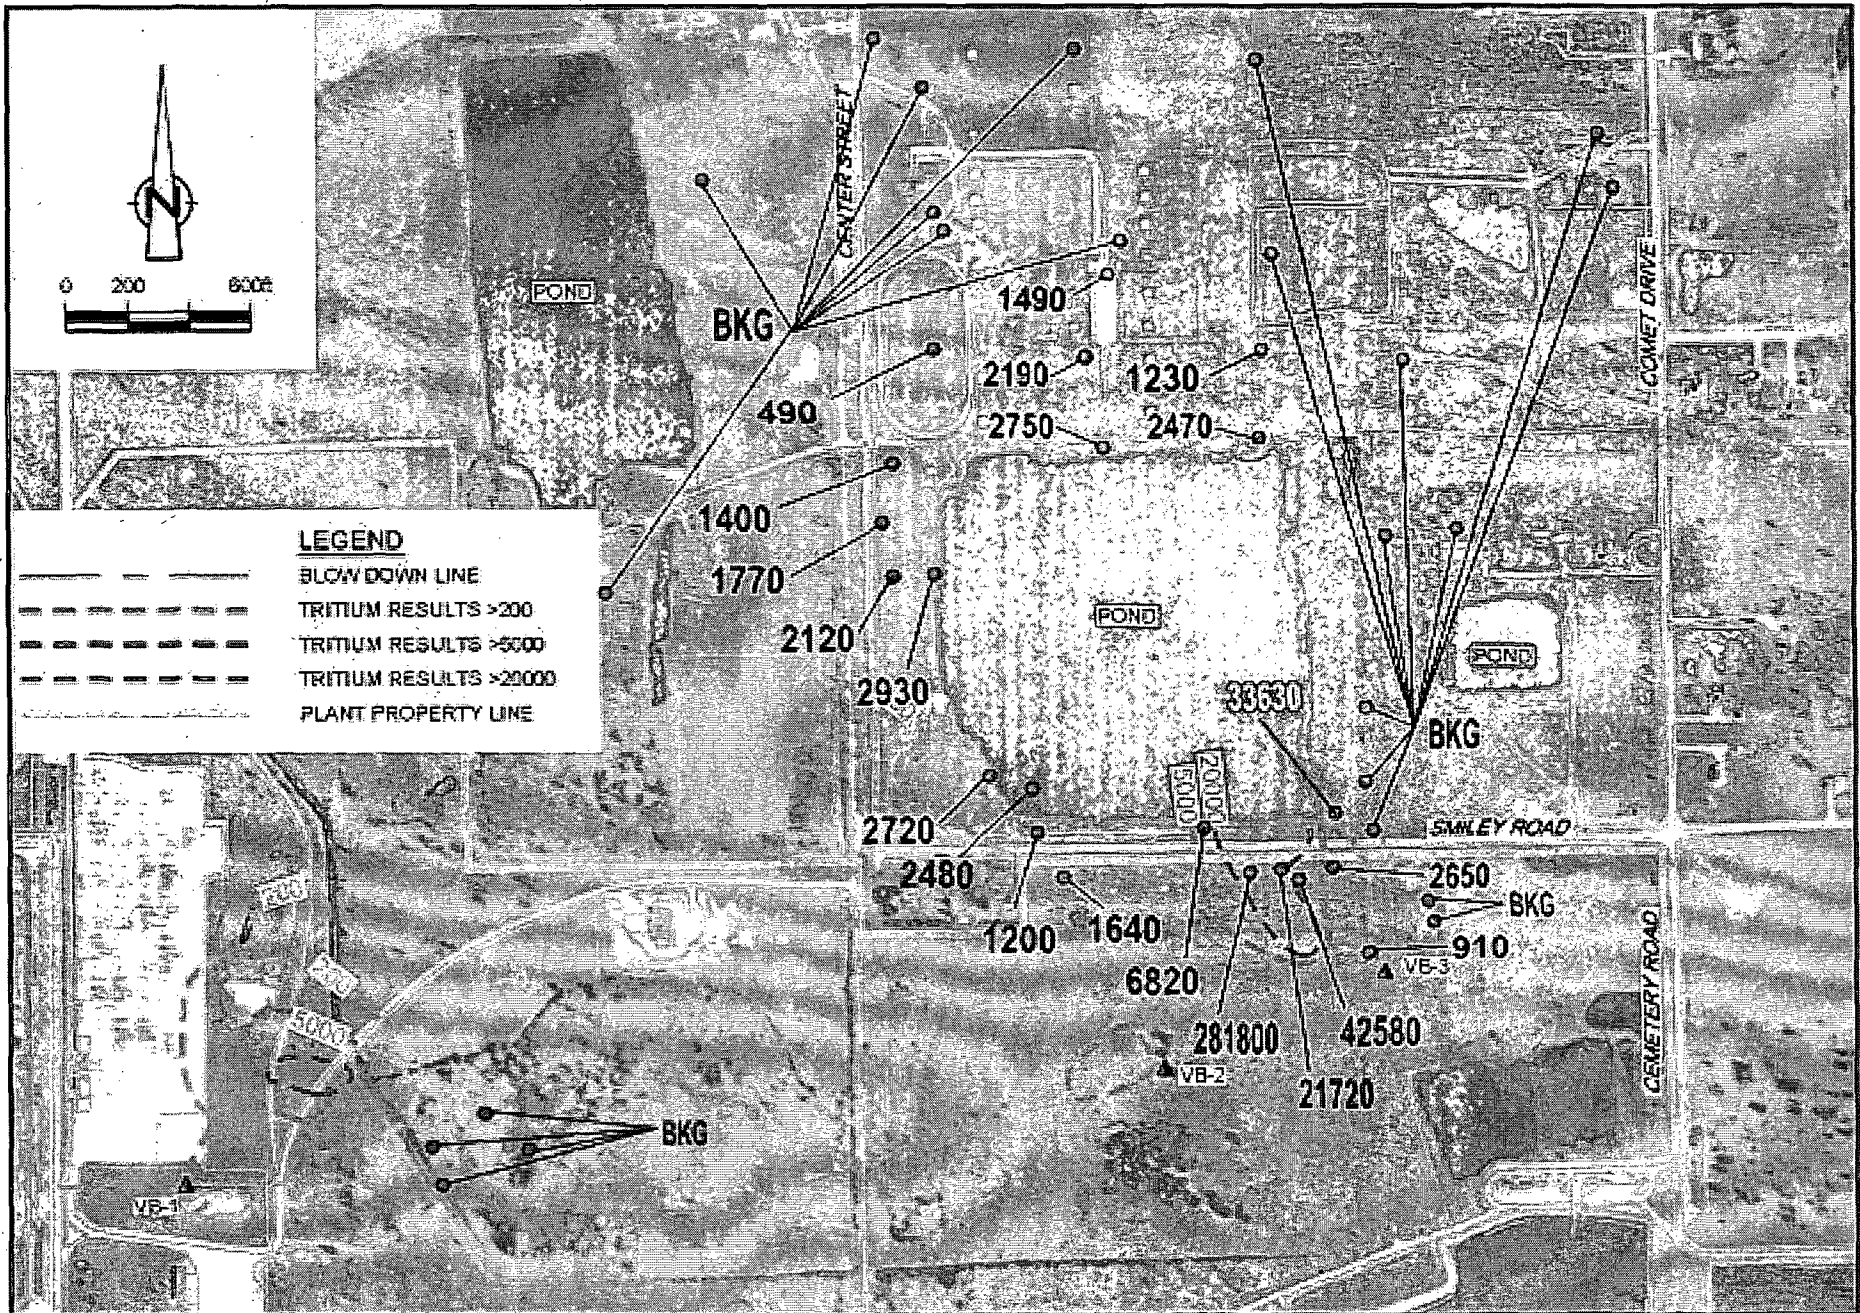 N
0 200 600ft
CENTER STREET
COMET DRIVE
POND
BKG
1490
2190
1230
490
2750
2470
1400
1770
2120
2930
POND
POND
33630
BKG
LEGEND
BLOW DOWN LINE
TRITIUM RESULTS >200
TRITIUM RESULTS >5000
TRITIUM RESULTS >20000
PLANT PROPERTY LINE
5000
2720
2480
SMILEY ROAD
1200
1640
6820
281800
21720
42580
2650
BKG
910
VB-3
VB-2
CEMETERY ROAD
200
5000
BKG
VB-1